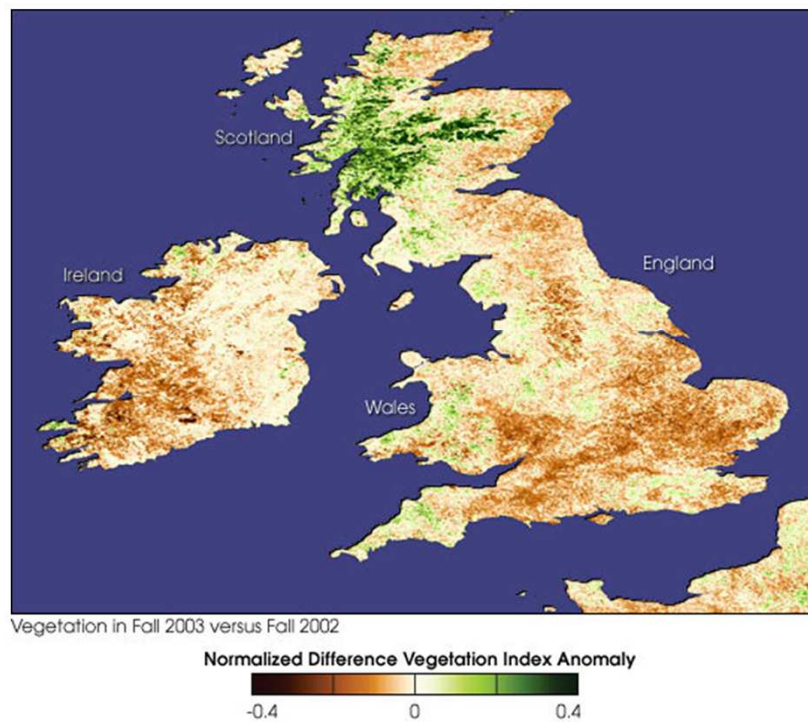 Scotland
Ireland
England
Wales
Vegetation in Fall 2003 versus Fall 2002
Normalized Difference Vegetation Index Anomaly
-0.4 0 0.4